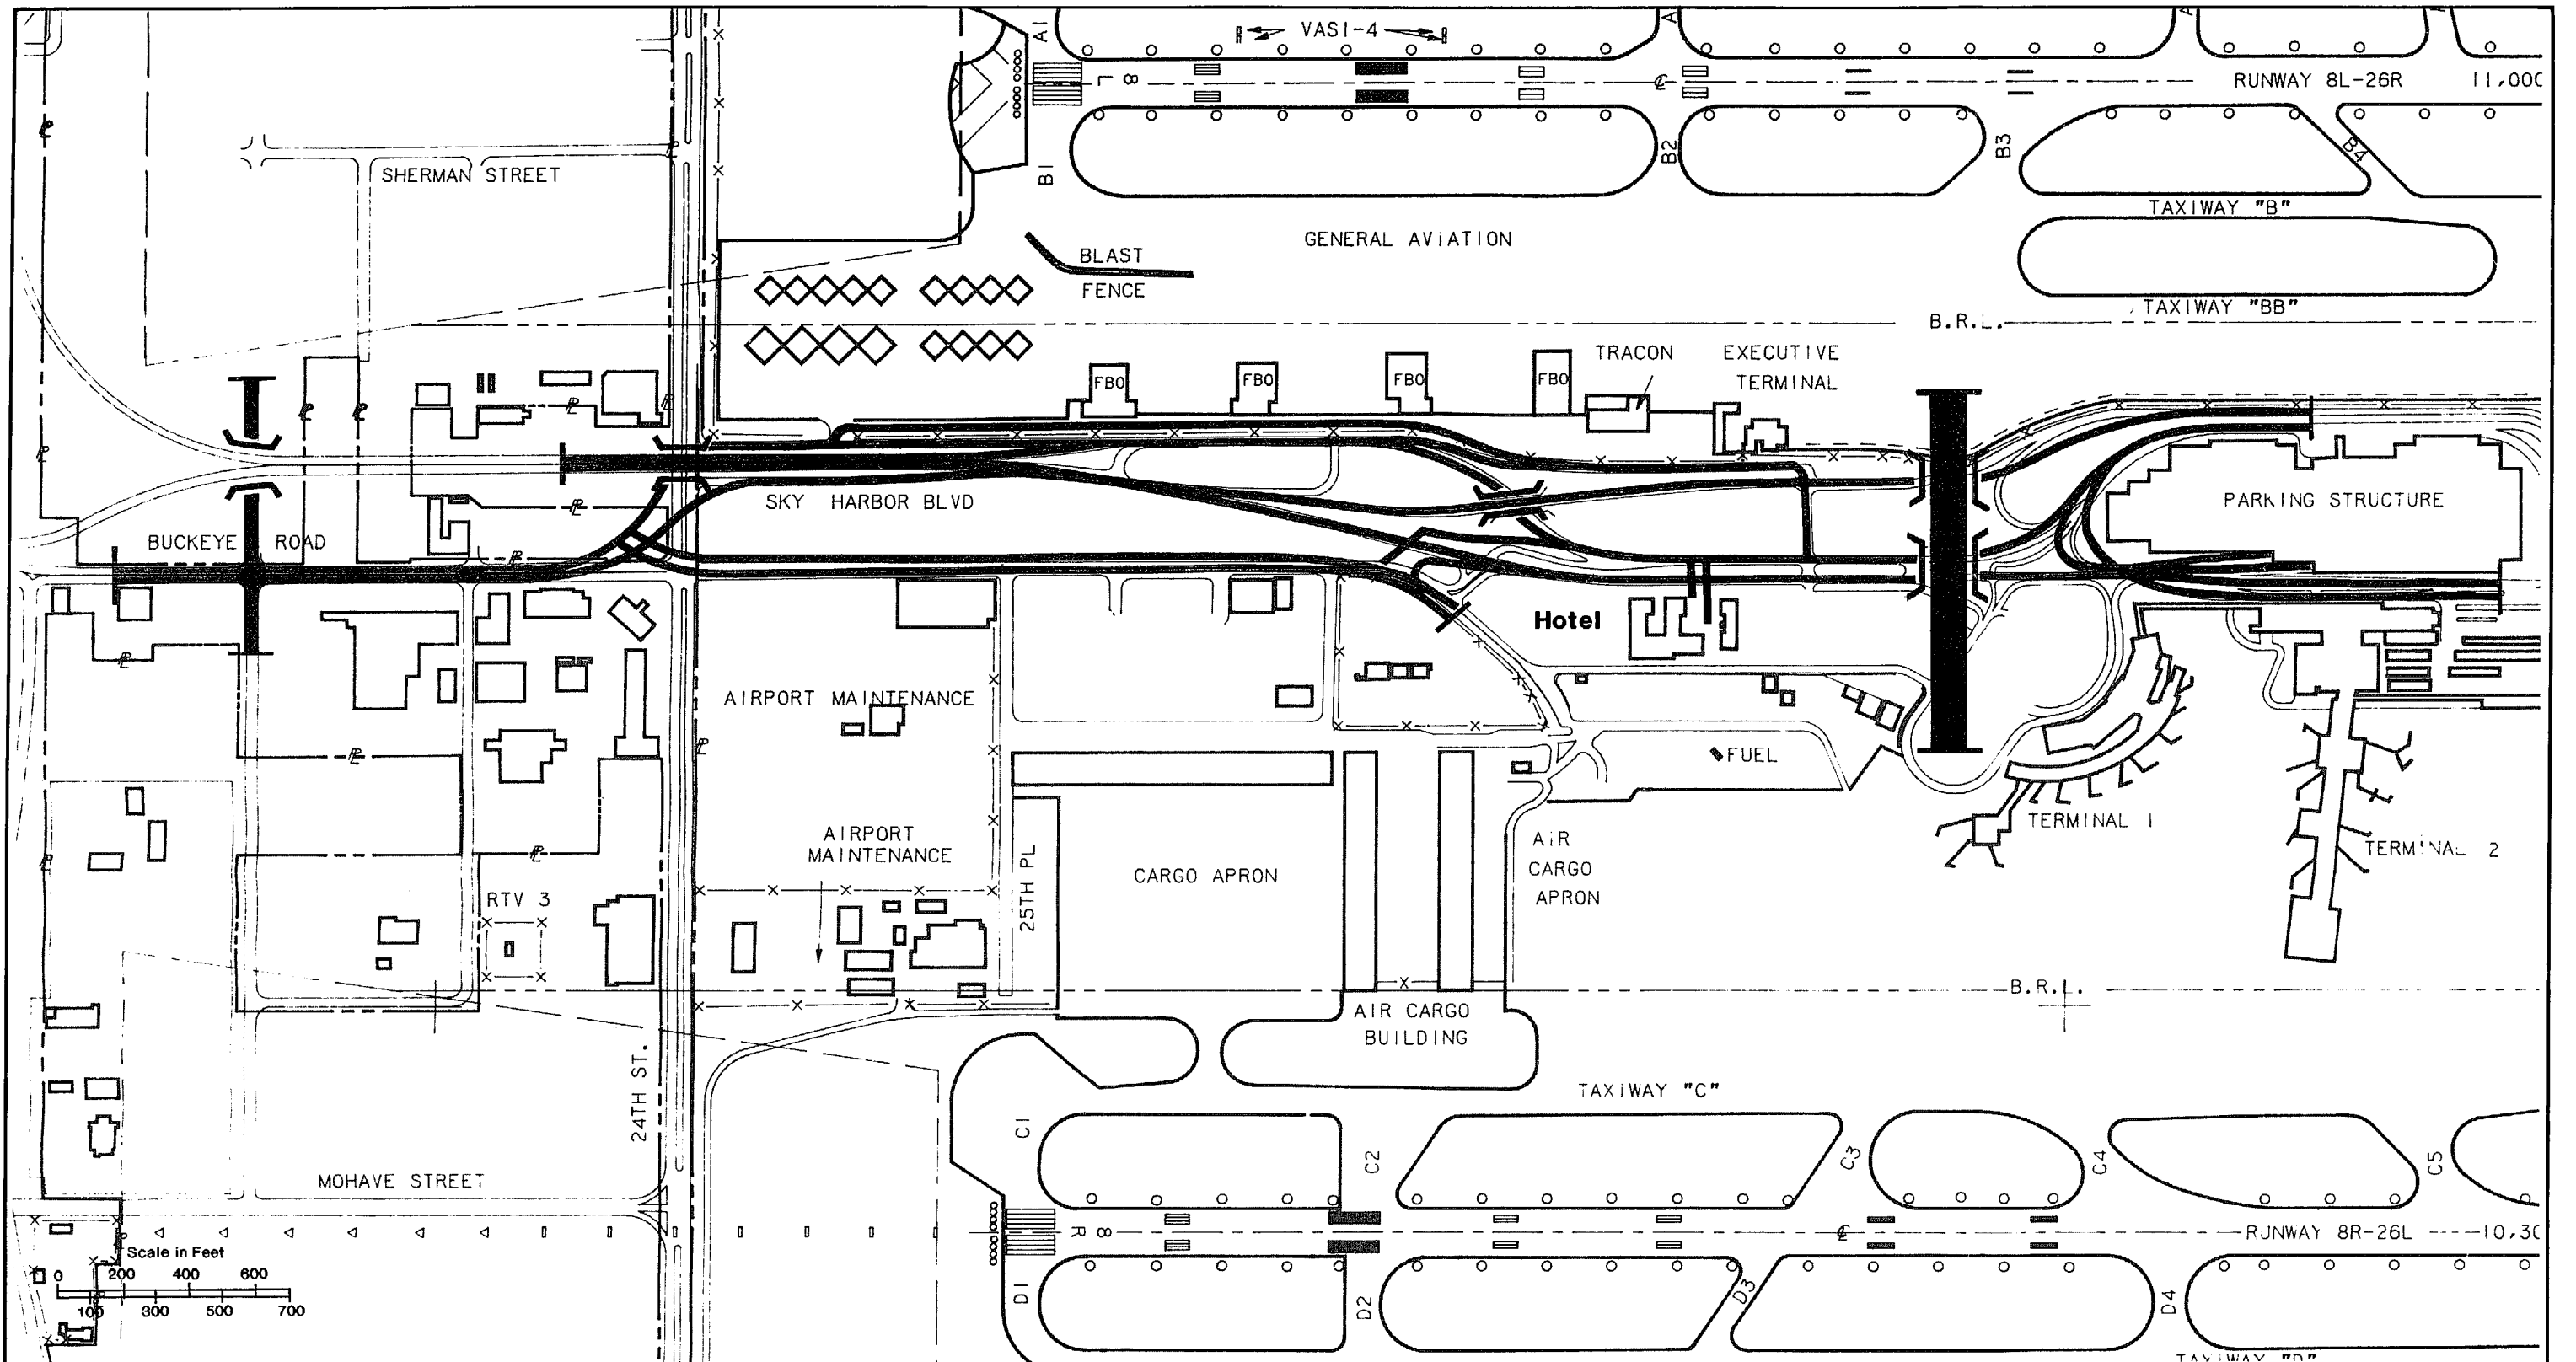 A1
VASI-4
A
A
L 8
RUNWAY 8L-26R 11,000
B1
B2
B3
B4
SHERMAN STREET
TAXIWAY "B"
GENERAL AVIATION
BLAST
FENCE
TAXIWAY "BB"
B.R.L.
TRACON
EXECUTIVE
TERMINAL
FBO
FBO
FBO
FBO
SKY HARBOR BLVD
PARKING STRUCTURE
BUCKEYE ROAD
Hotel
AIRPORT MAINTENANCE
FUEL
AIRPORT
MAINTENANCE
25TH PL
CARGO APRON
AIR
CARGO
APRON
TERMINAL 1
TERMINAL 2
RTV 3
B.R.L.
AIR CARGO
BUILDING
24TH ST.
TAXIWAY "C"
C1
C2
C3
C4
C5
MOHAVE STREET
R 8
RUNWAY 8R-26L 10,30
Scale in Feet
0 200 400 600
100 300 500 700
D1
D2
D3
D4
TAXIWAY "D"